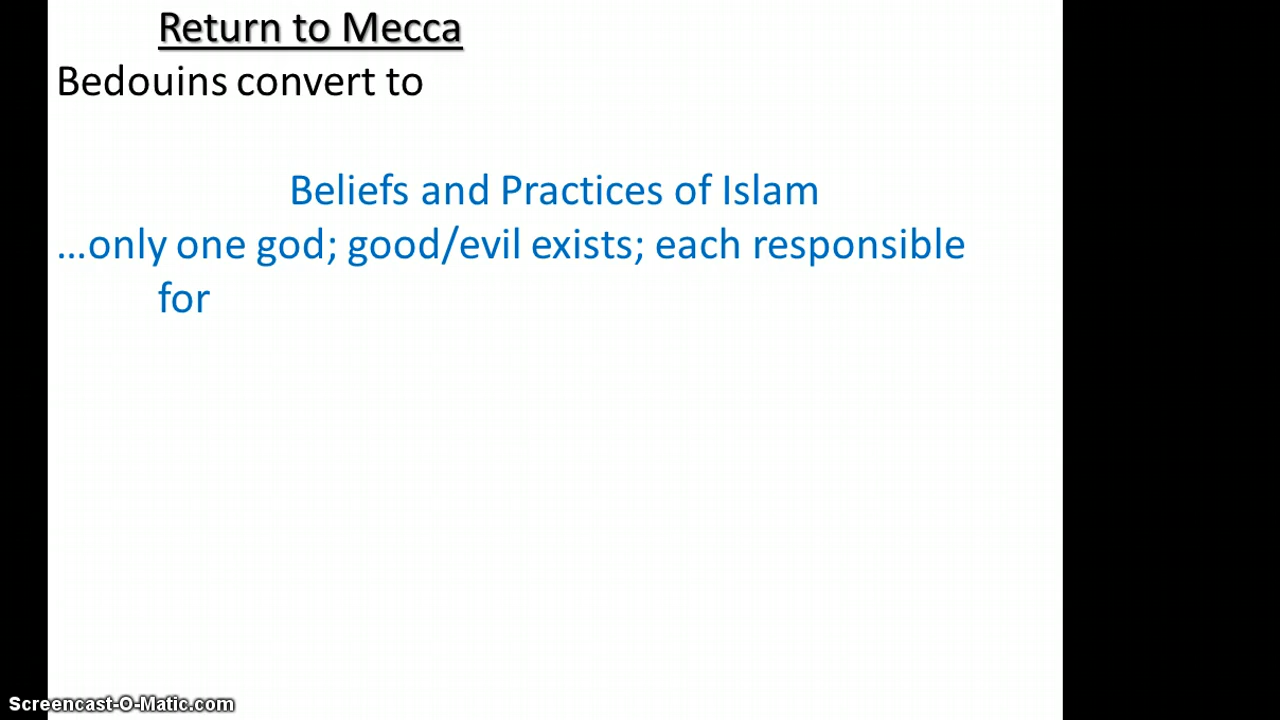 Return to Mecca
Bedouins convert to
Beliefs and Practices of Islam
...only one god; good/evil exists; each responsible
for
Screencast-O-Matic.com